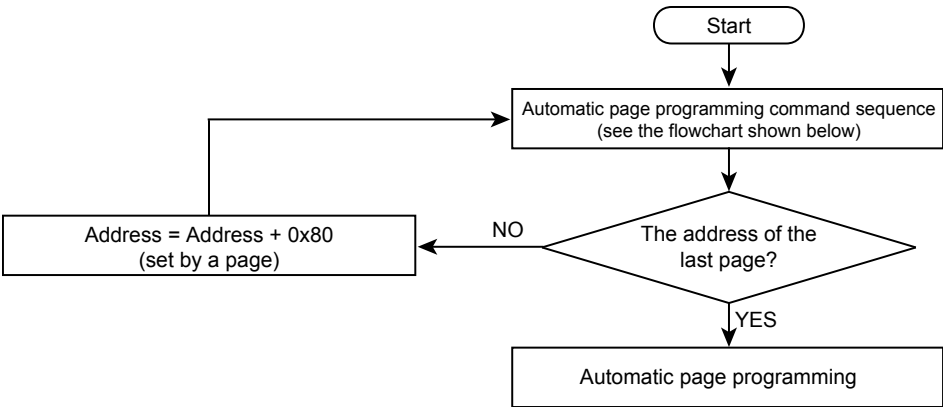 Start
Automatic page programming command sequence
(see the flowchart shown below)
Address = Address + 0x80
(set by a page)
NO
The address of the
last page?
YES
Automatic page programming